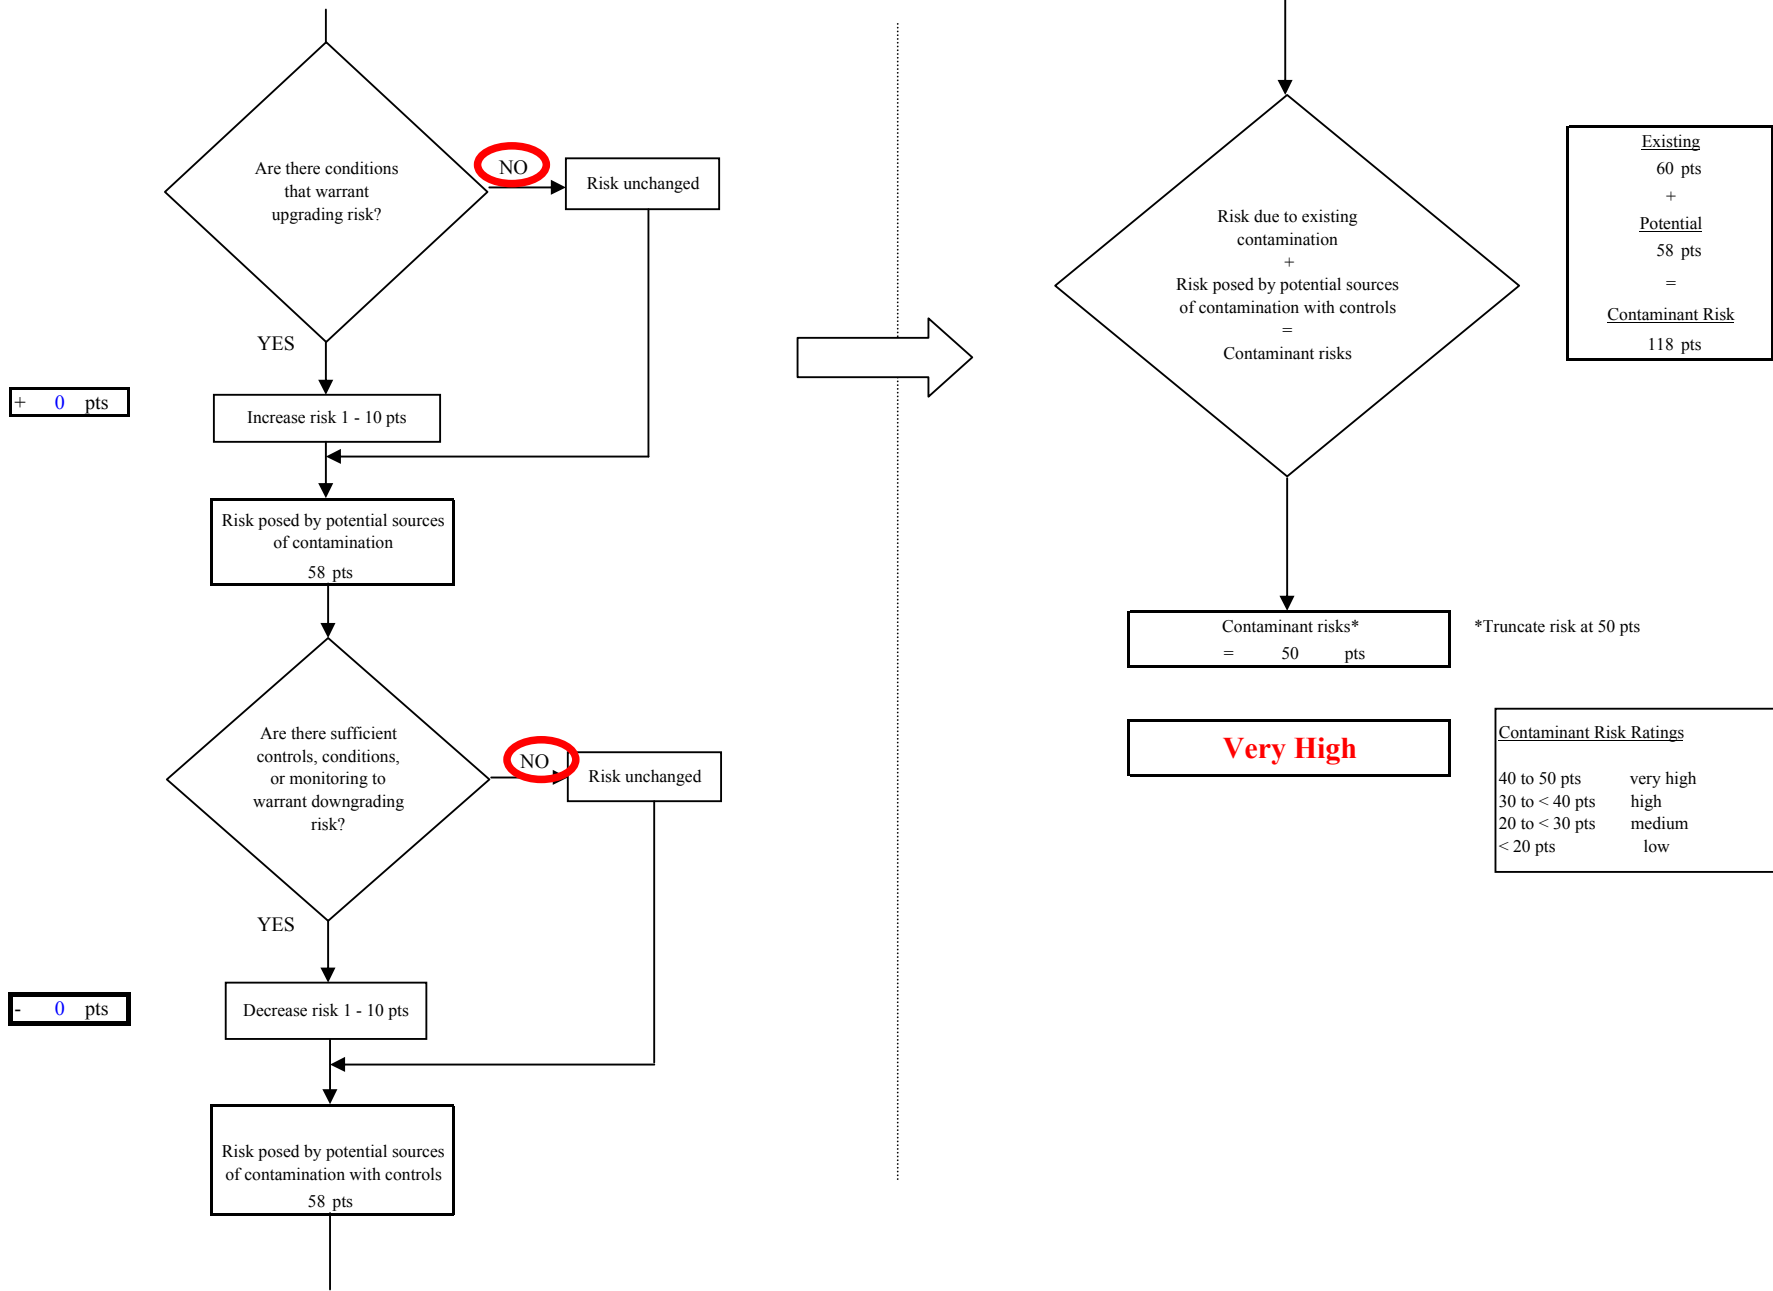 Are there conditions
that warrant
upgrading risk?
NO
Risk unchanged
YES
+ 0 pts
Increase risk 1 - 10 pts
Risk posed by potential sources
of contamination
58 pts
Are there sufficient
controls, conditions,
or monitoring to
warrant downgrading
risk?
NO
Risk unchanged
YES
- 0 pts
Decrease risk 1 - 10 pts
Risk posed by potential sources
of contamination with controls
58 pts
Risk due to existing
contamination
+
Risk posed by potential sources
of contamination with controls
=
Contaminant risks
Existing
60 pts
+
Potential
58 pts
=
Contaminant Risk
118 pts
Contaminant risks*
= 50 pts
*Truncate risk at 50 pts
Very High
Contaminant Risk Ratings
40 to 50 pts very high
30 to < 40 pts high
20 to < 30 pts medium
< 20 pts low